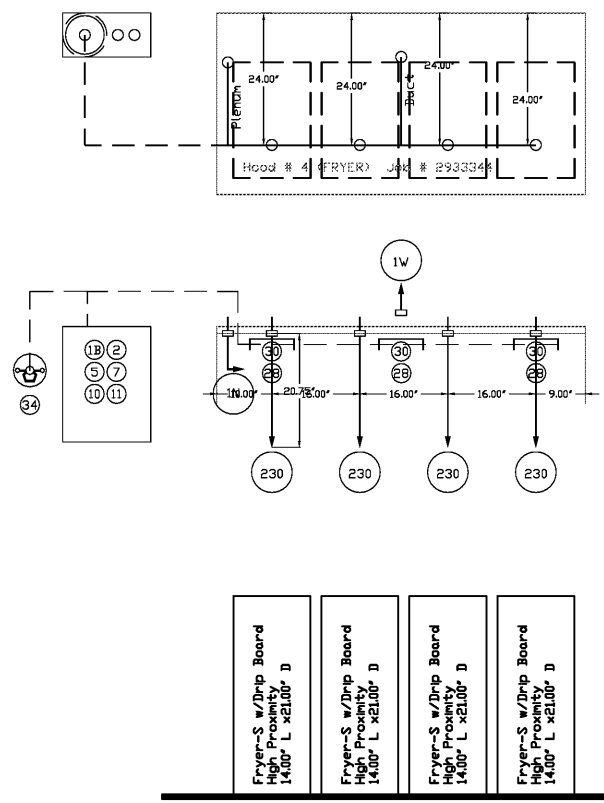 24.00" 24.00" 24.00" 24.00"
Plenum
Duct
Hood # 4 (FRYER) Job # 2933344
1W
1B 2
5 7
10 11
34
30 30 30
28 28 28
20.75"
1N 16.00" 16.00" 16.00" 9.00"
230 230 230 230
Fryer-S w/Drip Board
High Proximity
14.00" L x21.00" D
Fryer-S w/Drip Board
High Proximity
14.00" L x21.00" D
Fryer-S w/Drip Board
High Proximity
14.00" L x21.00" D
Fryer-S w/Drip Board
High Proximity
14.00" L x21.00" D